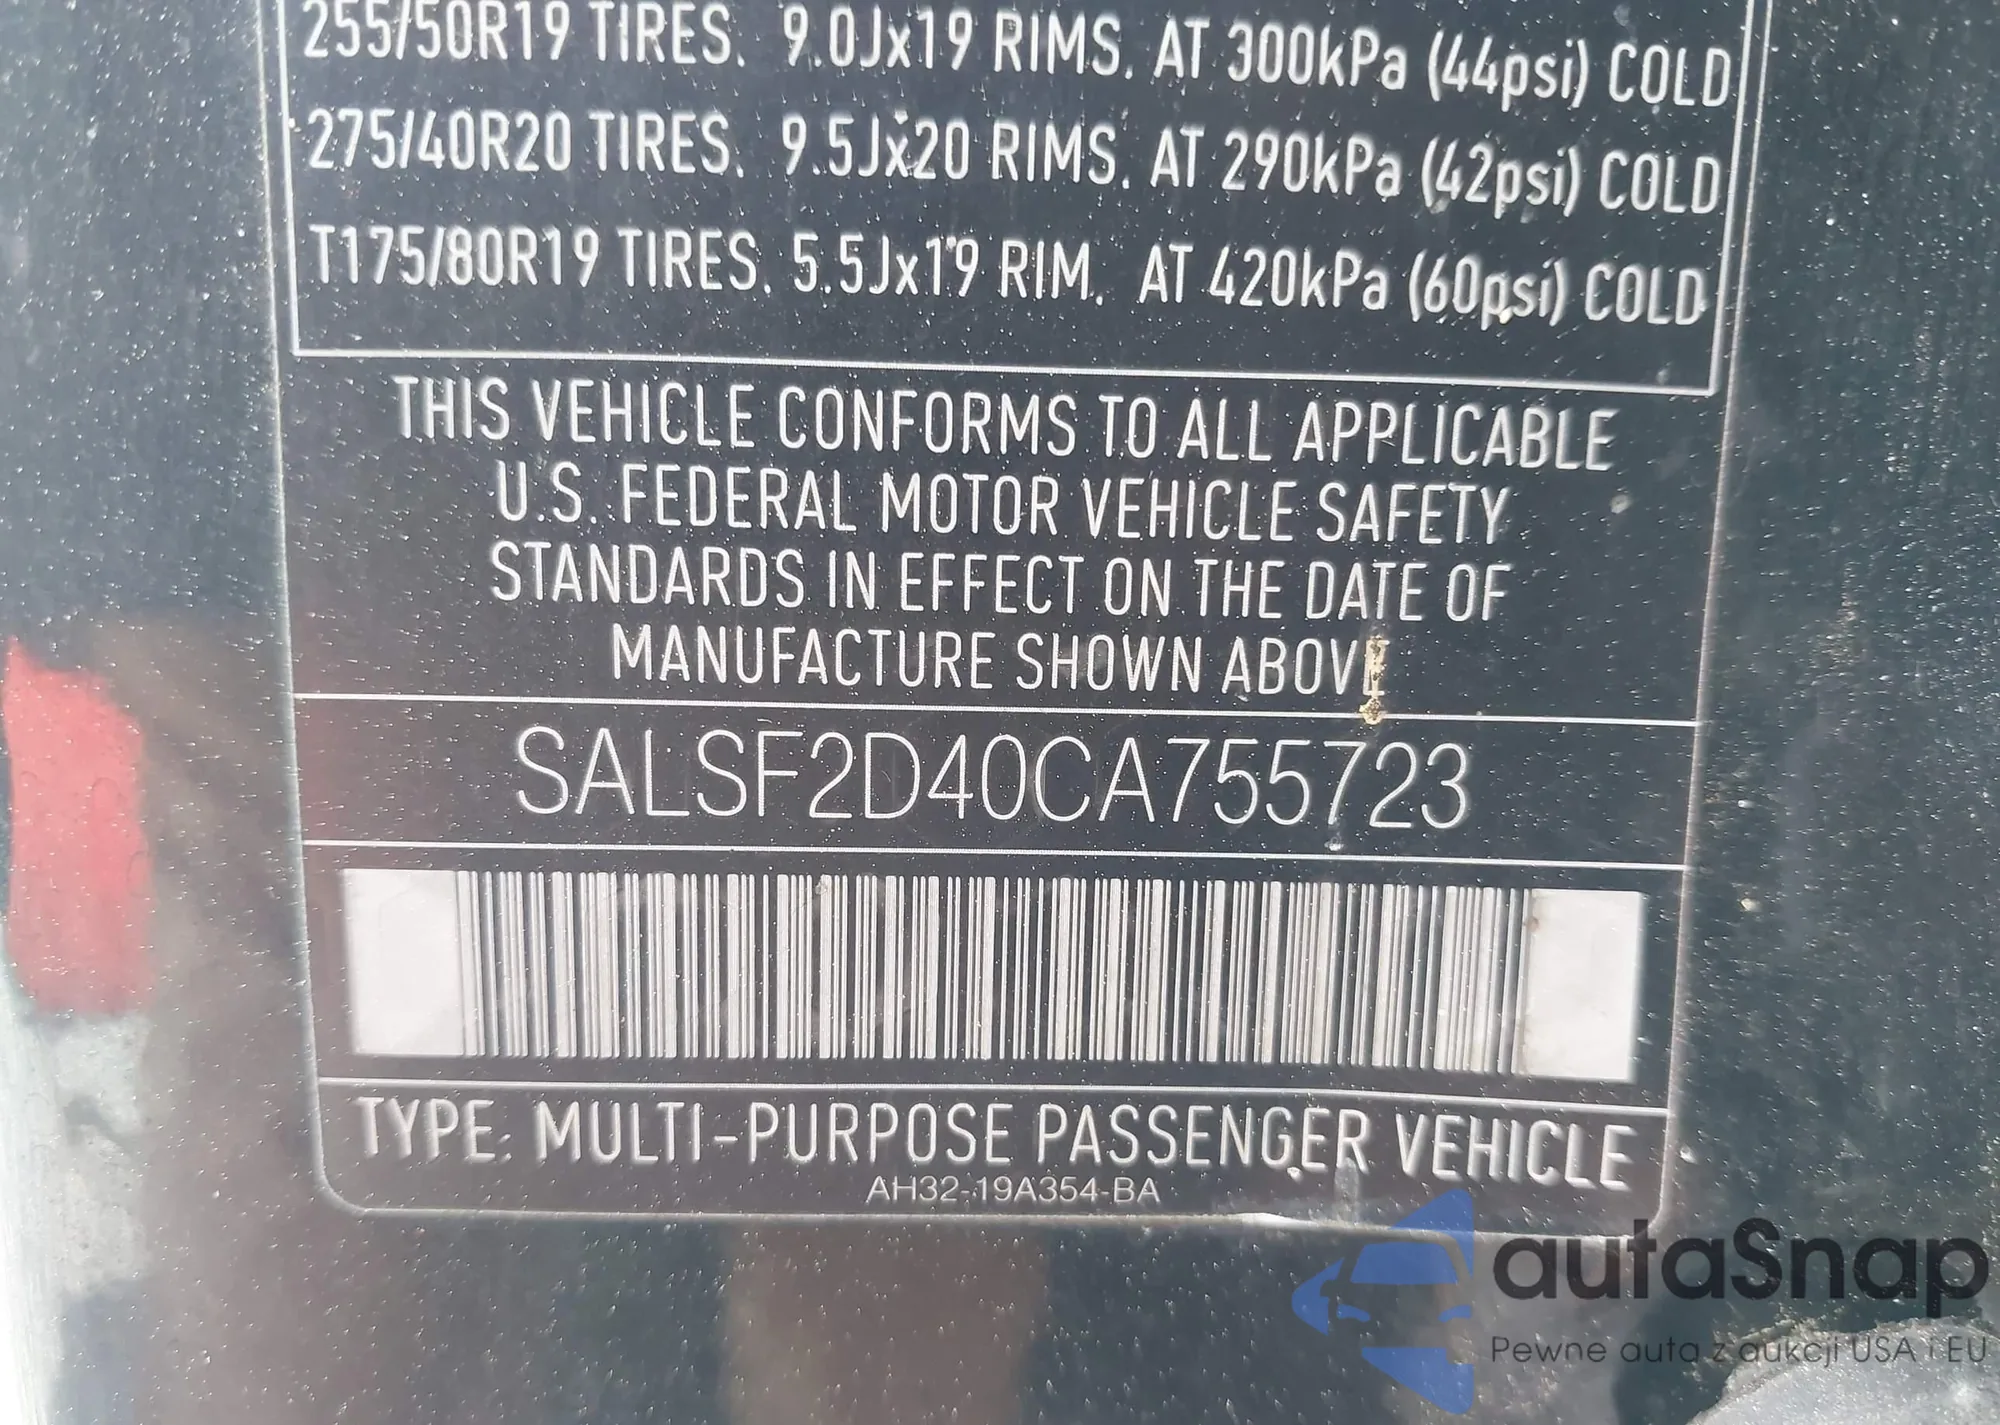 255/50R19 TIRES. 9.0Jx19 RIMS. AT 300kPa (44psi) COLD
275/40R20 TIRES. 9.5Jx20 RIMS. AT 290kPa (42psi) COLD
T175/80R19 TIRES. 5.5Jx19 RIM. AT 420kPa (60psi) COLD
THIS VEHICLE CONFORMS TO ALL APPLICABLE
U.S. FEDERAL MOTOR VEHICLE SAFETY
STANDARDS IN EFFECT ON THE DATE OF
MANUFACTURE SHOWN ABOVE
SALSF2D40CA755723
TYPE: MULTI-PURPOSE PASSENGER VEHICLE
AH32-19A354-BA
autaSnap
Pewne auta z aukcji USA i EU